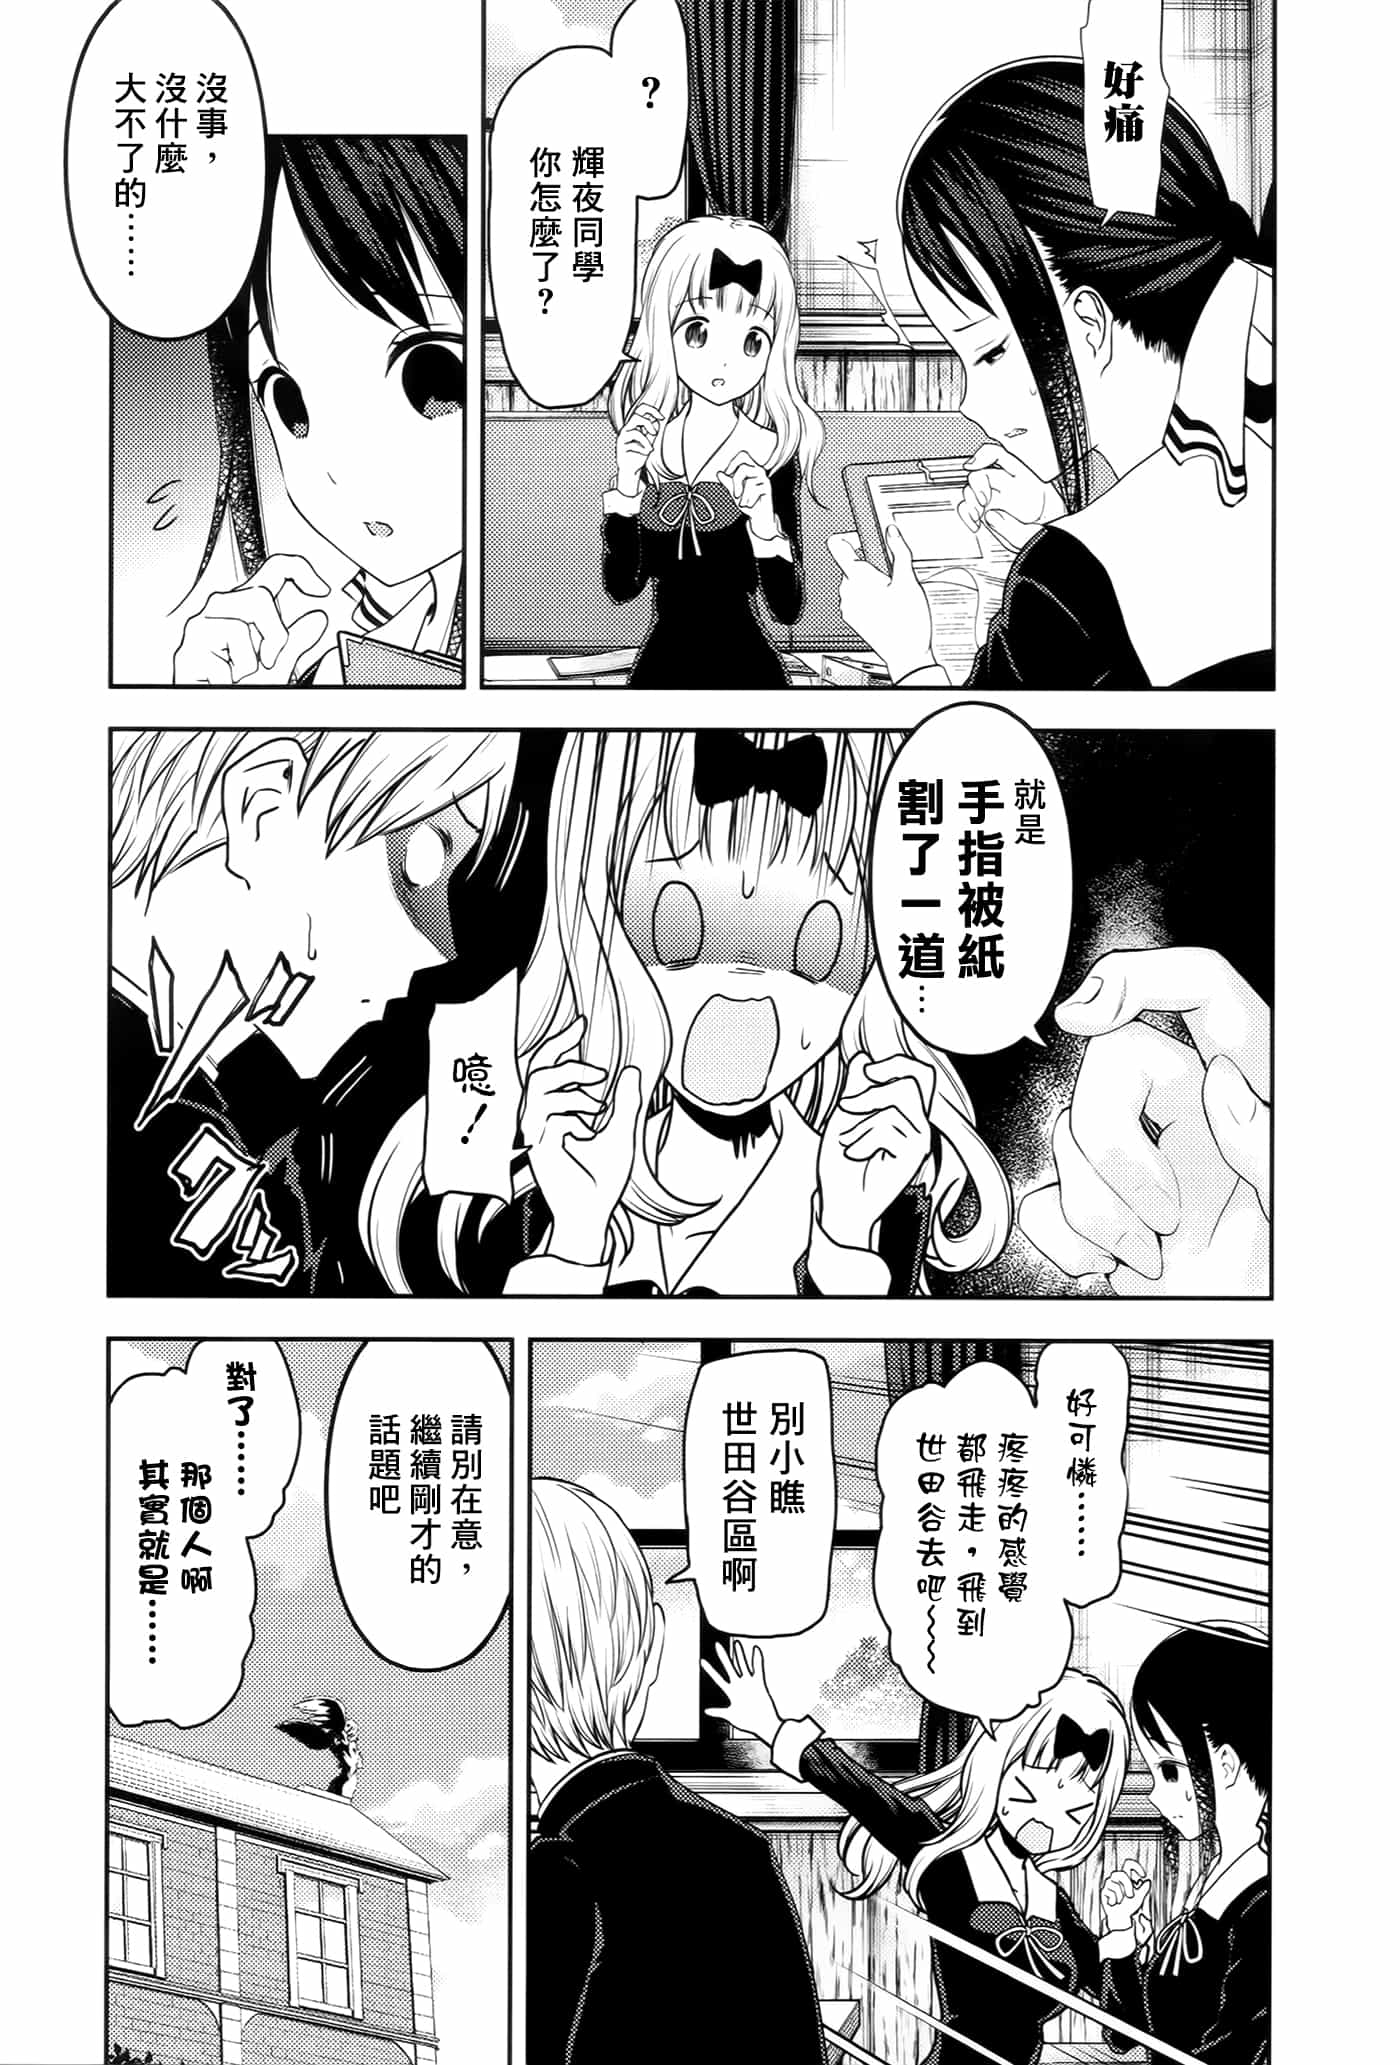 好痛
?
輝夜同學
你怎麼了?
沒事，
沒什麼
大不了的……
就是
手指被紙
割了一道…
噫!
グッ
好可憐……
疼疼的感覺
都飛走，飛到
世田谷去吧～～
別小瞧
世田谷區啊
請別在意，
繼續剛才的
話題吧
對了……
那個人啊
其實就是……